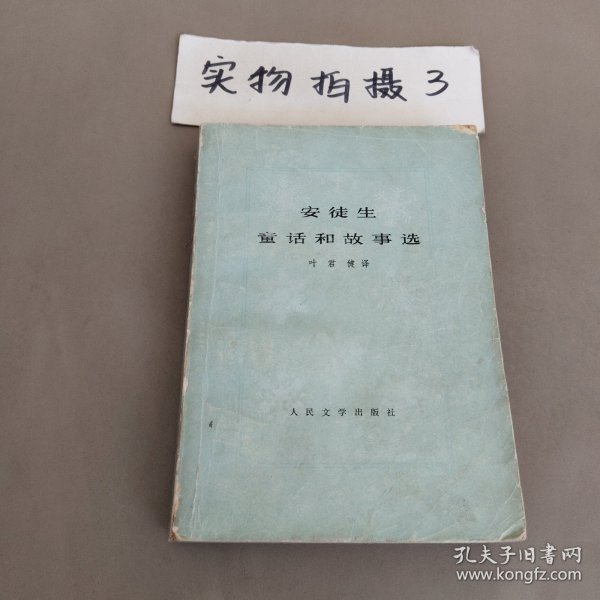 实物拍摄3
安徒生
童话和故事选
叶君健译
人民文学出版社
孔夫子旧书网
www.kongfz.com